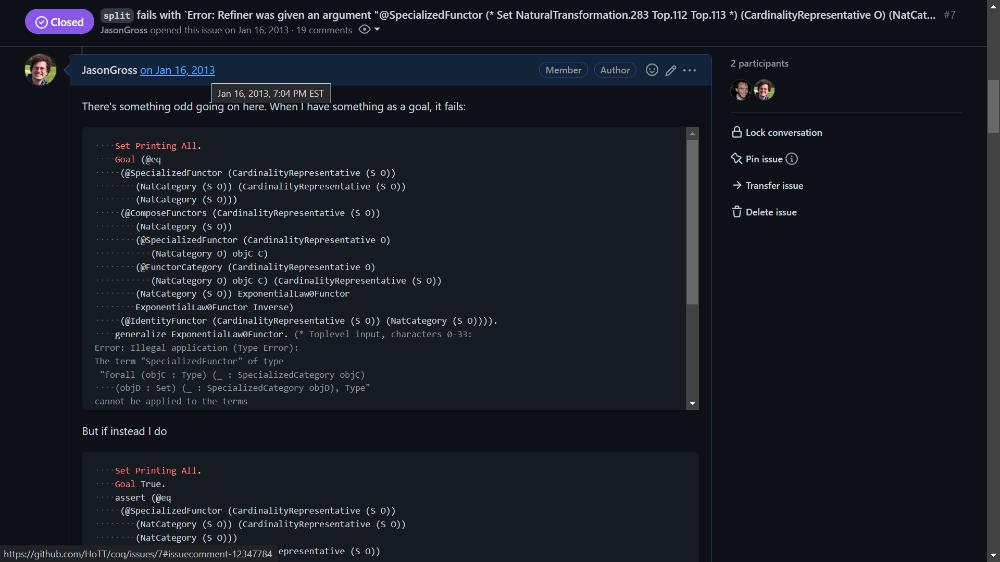 Closed
split fails with `Error: Refiner was given an argument "@SpecializedFunctor (* Set NaturalTransformation.283 Top.112 Top.113 *) (CardinalityRepresentative O) (NatCat... #7
JasonGross opened this issue on Jan 16, 2013 · 19 comments
JasonGross on Jan 16, 2013
Member
Author
Jan 16, 2013, 7:04 PM EST
There's something odd going on here. When I have something as a goal, it fails:
····Set Printing All.
····Goal (@eq
·····(@SpecializedFunctor (CardinalityRepresentative (S O))
········(NatCategory (S O)) (CardinalityRepresentative (S O))
········(NatCategory (S O)))
·····(@ComposeFunctors (CardinalityRepresentative (S O))
········(NatCategory (S O))
········(@SpecializedFunctor (CardinalityRepresentative O)
···········(NatCategory O) objC C)
········(@FunctorCategory (CardinalityRepresentative O)
···········(NatCategory O) objC C) (CardinalityRepresentative (S O))
········(NatCategory (S O)) ExponentialLaw0Functor
········ExponentialLaw0Functor_Inverse)
·····(@IdentityFunctor (CardinalityRepresentative (S O)) (NatCategory (S O)))).
····generalize ExponentialLaw0Functor. (* Toplevel input, characters 0-33:
Error: Illegal application (Type Error):
The term "SpecializedFunctor" of type
"forall (objC : Type) (_ : SpecializedCategory objC)
····(objD : Set) (_ : SpecializedCategory objD), Type"
cannot be applied to the terms
But if instead I do
····Set Printing All.
····Goal True.
····assert (@eq
·····(@SpecializedFunctor (CardinalityRepresentative (S O))
········(NatCategory (S O)) (CardinalityRepresentative (S O))
········(NatCategory (S O)))
epresentative (S O))
2 participants
Lock conversation
Pin issue
Transfer issue
Delete issue
https://github.com/HoTT/coq/issues/7#issuecomment-12347784